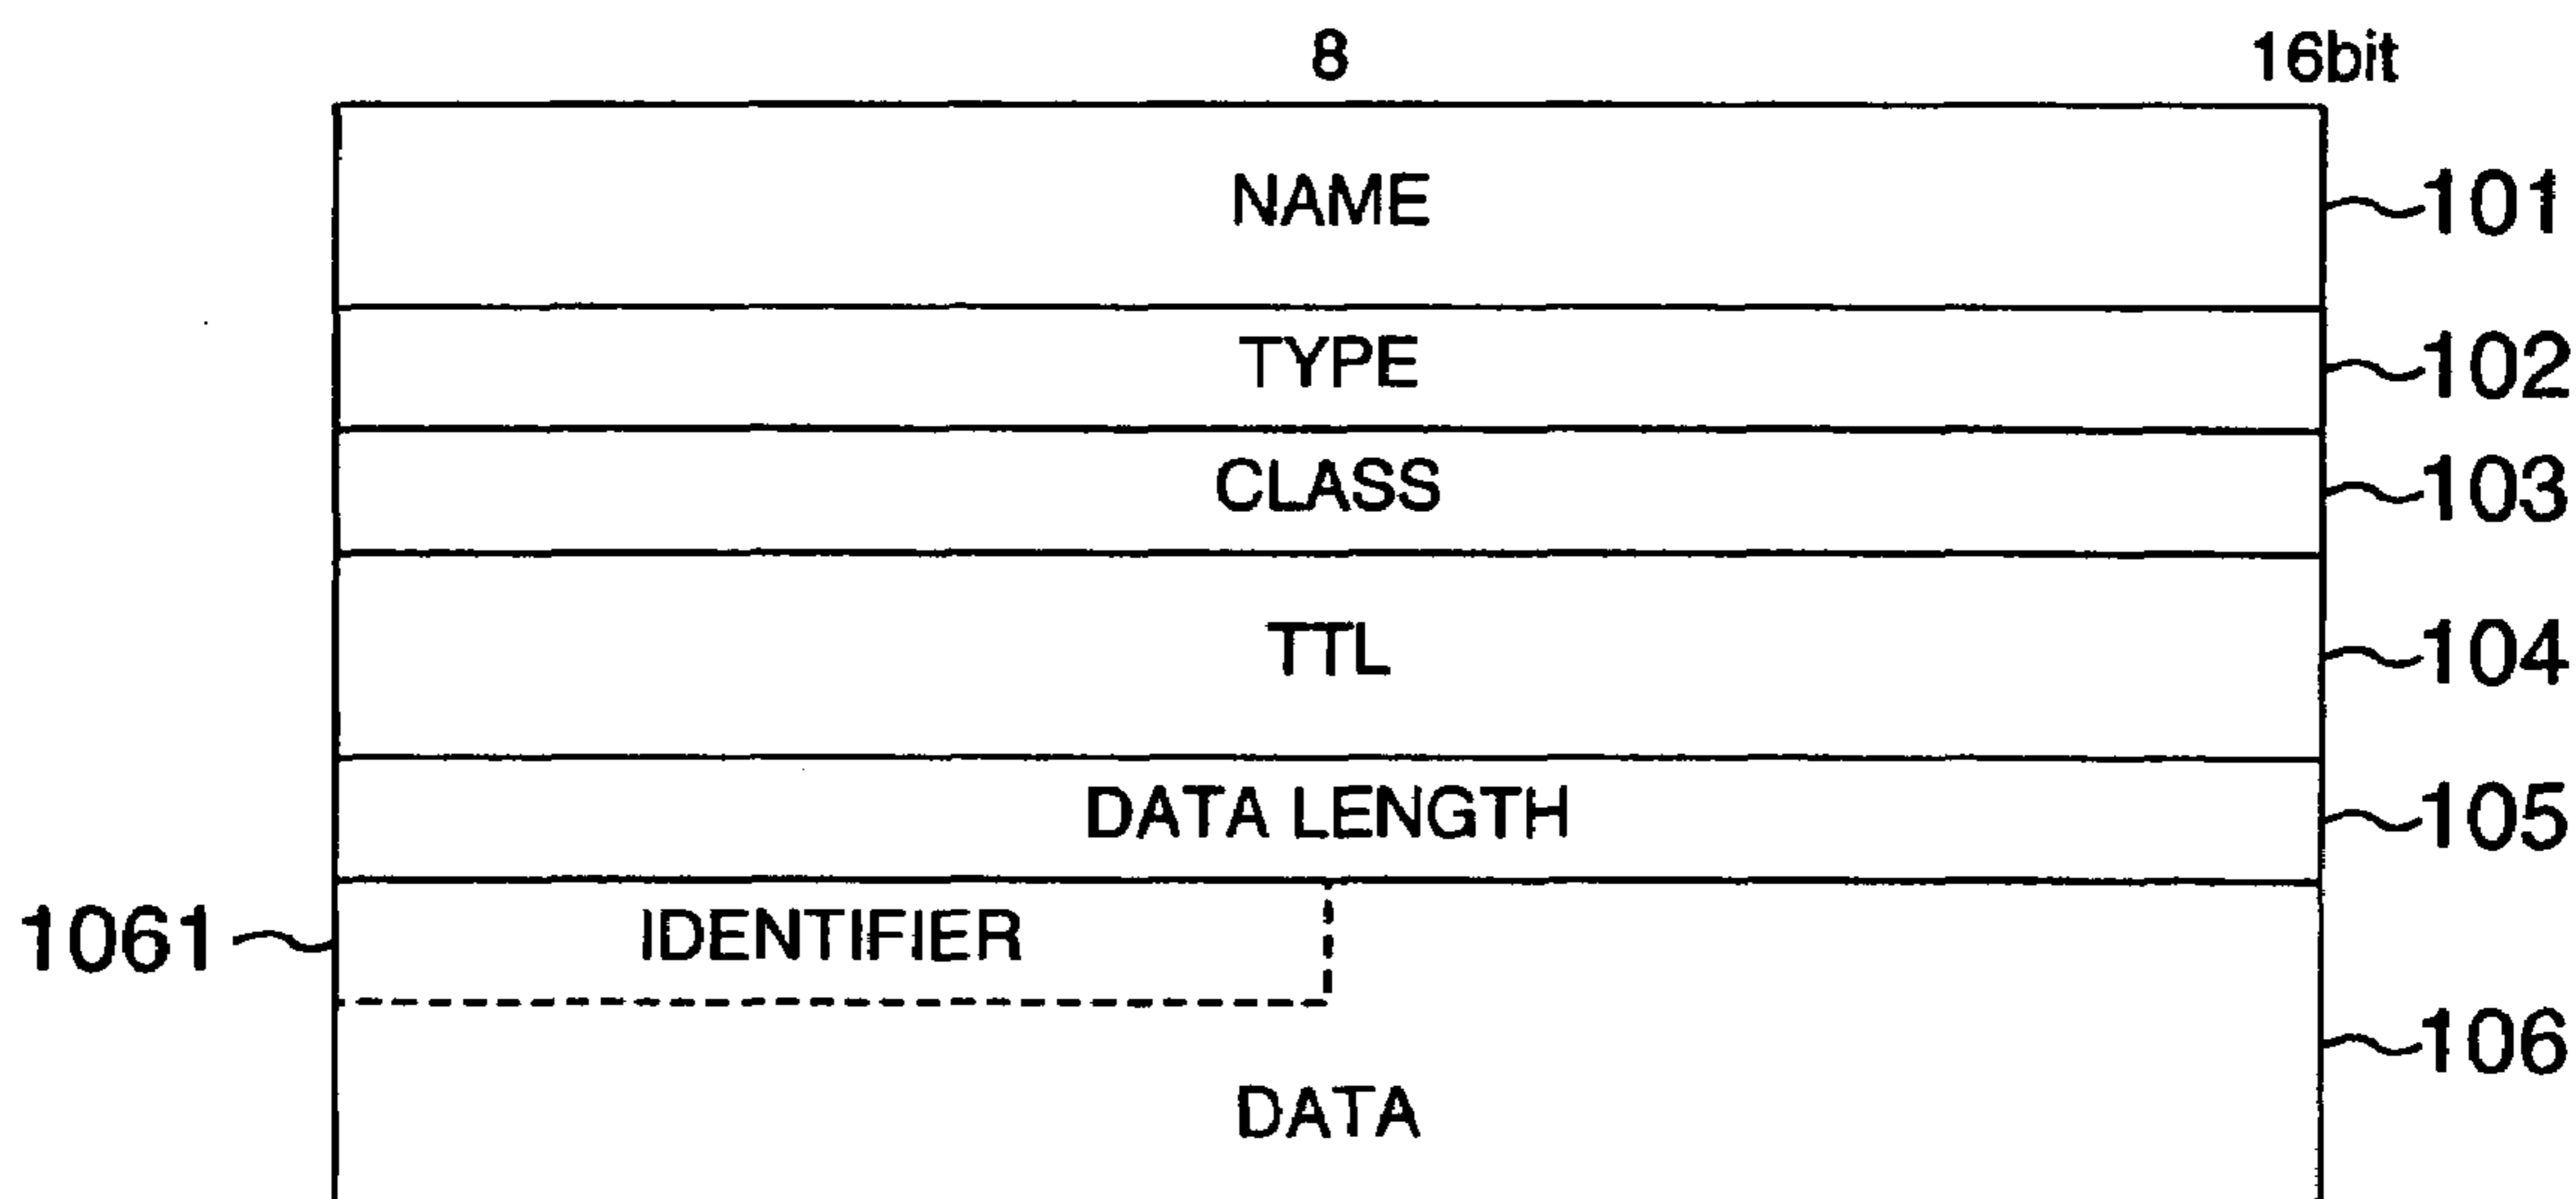 8 16bit
NAME 101
TYPE 102
CLASS 103
TTL 104
DATA LENGTH 105
1061 IDENTIFIER
106
DATA